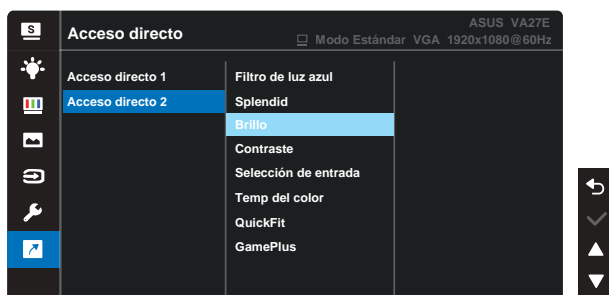 S
Acceso directo
ASUS VA27E
Modo Estándar VGA 1920x1080@60Hz
Acceso directo 1
Acceso directo 2
Filtro de luz azul
Splendid
Brillo
Contraste
Selección de entrada
Temp del color
QuickFit
GamePlus